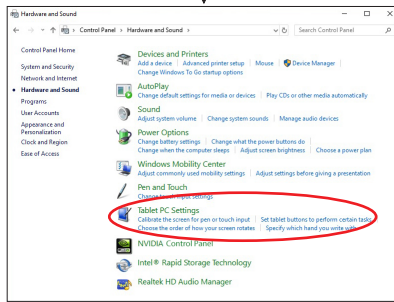 Hardware and Sound
Control Panel > Hardware and Sound >
Search Control Panel
Control Panel Home
System and Security
Network and Internet
Hardware and Sound
Programs
User Accounts
Appearance and
Personalization
Clock and Region
Ease of Access
Devices and Printers
Add a device | Advanced printer setup | Mouse | Device Manager |
Change Windows To Go startup options
AutoPlay
Change default settings for media or devices | Play CDs or other media automatically
Sound
Adjust system volume | Change system sounds | Manage audio devices
Power Options
Change battery settings | Change what the power buttons do |
Change when the computer sleeps | Adjust screen brightness | Choose a power plan
Windows Mobility Center
Adjust commonly used mobility settings | Adjust settings before giving a presentation
Pen and Touch
Change touch input settings
Tablet PC Settings
Calibrate the screen for pen or touch input | Set tablet buttons to perform certain tasks
Choose the order of how your screen rotates | Specify which hand you write with
NVIDIA Control Panel
Intel® Rapid Storage Technology
Realtek HD Audio Manager